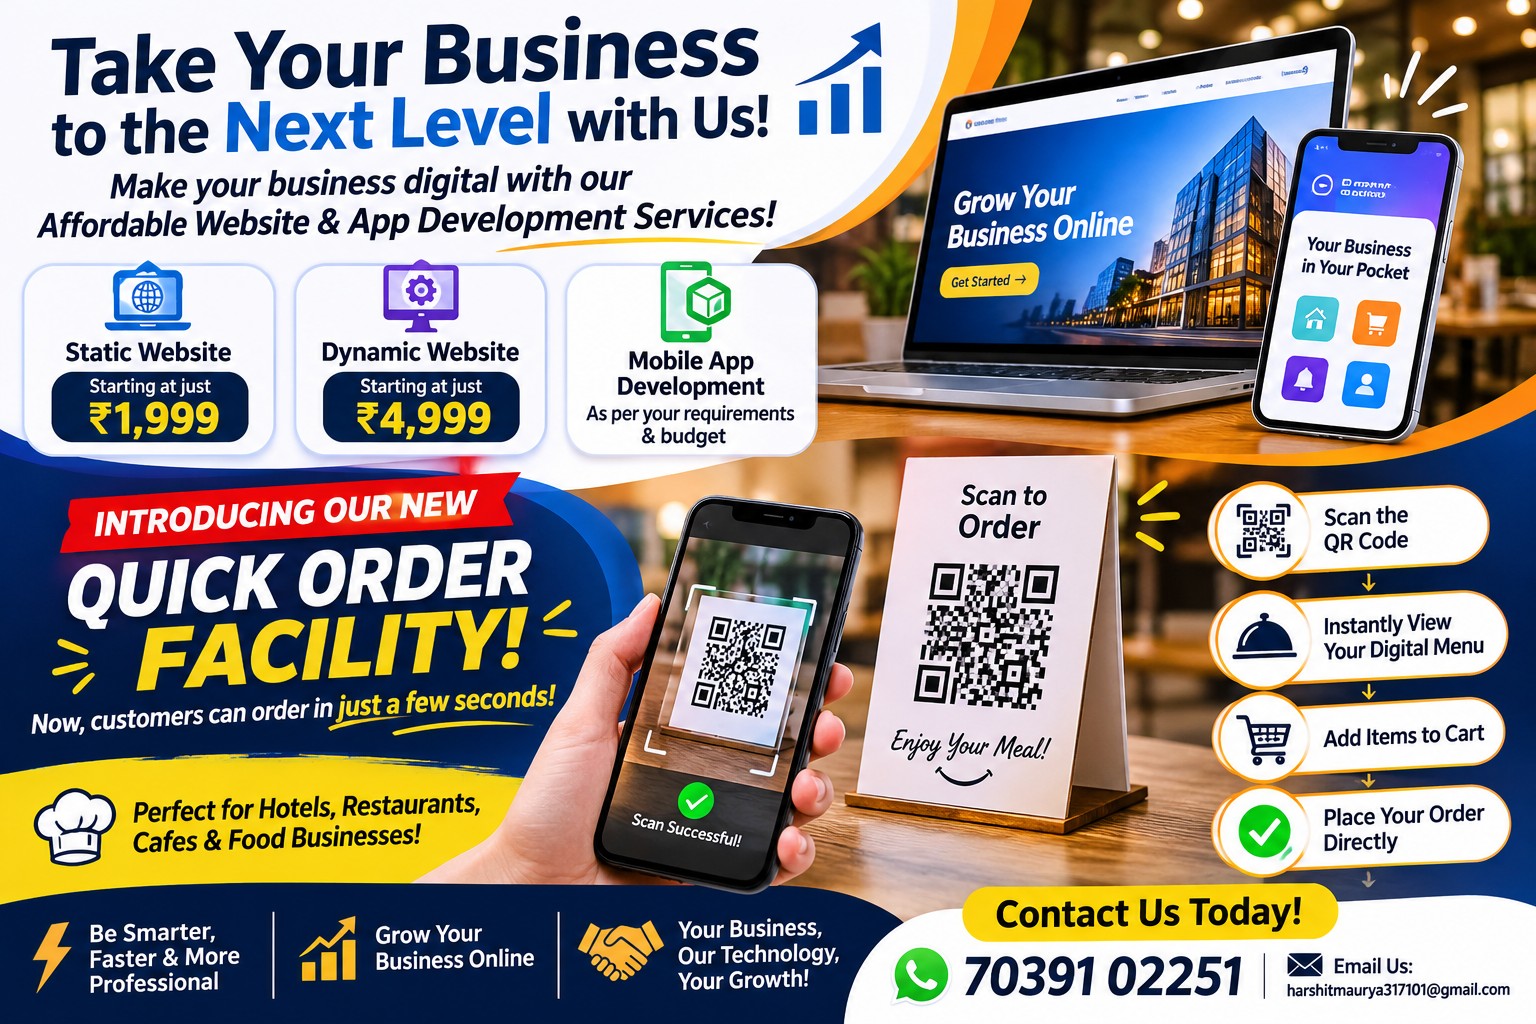 Take Your Business
to the Next Level with Us!
Make your business digital with our
Affordable Website & App Development Services!
Static Website
Starting at just
₹1,999
Dynamic Website
Starting at just
₹4,999
Mobile App
Development
As per your requirements
& budget
Grow Your
Business Online
Get Started →
Your Business
in Your Pocket
INTRODUCING OUR NEW
QUICK ORDER
FACILITY!
Now, customers can order in just a few seconds!
Perfect for Hotels, Restaurants,
Cafes & Food Businesses!
Scan Successful!
Scan to
Order
Enjoy Your Meal!
Scan the
QR Code
Instantly View
Your Digital Menu
Add Items to Cart
Place Your Order
Directly
Be Smarter,
Faster & More
Professional
Grow Your
Business Online
Your Business,
Our Technology,
Your Growth!
Contact Us Today!
70391 02251
Email Us:
harshitmaurya317101@gmail.com